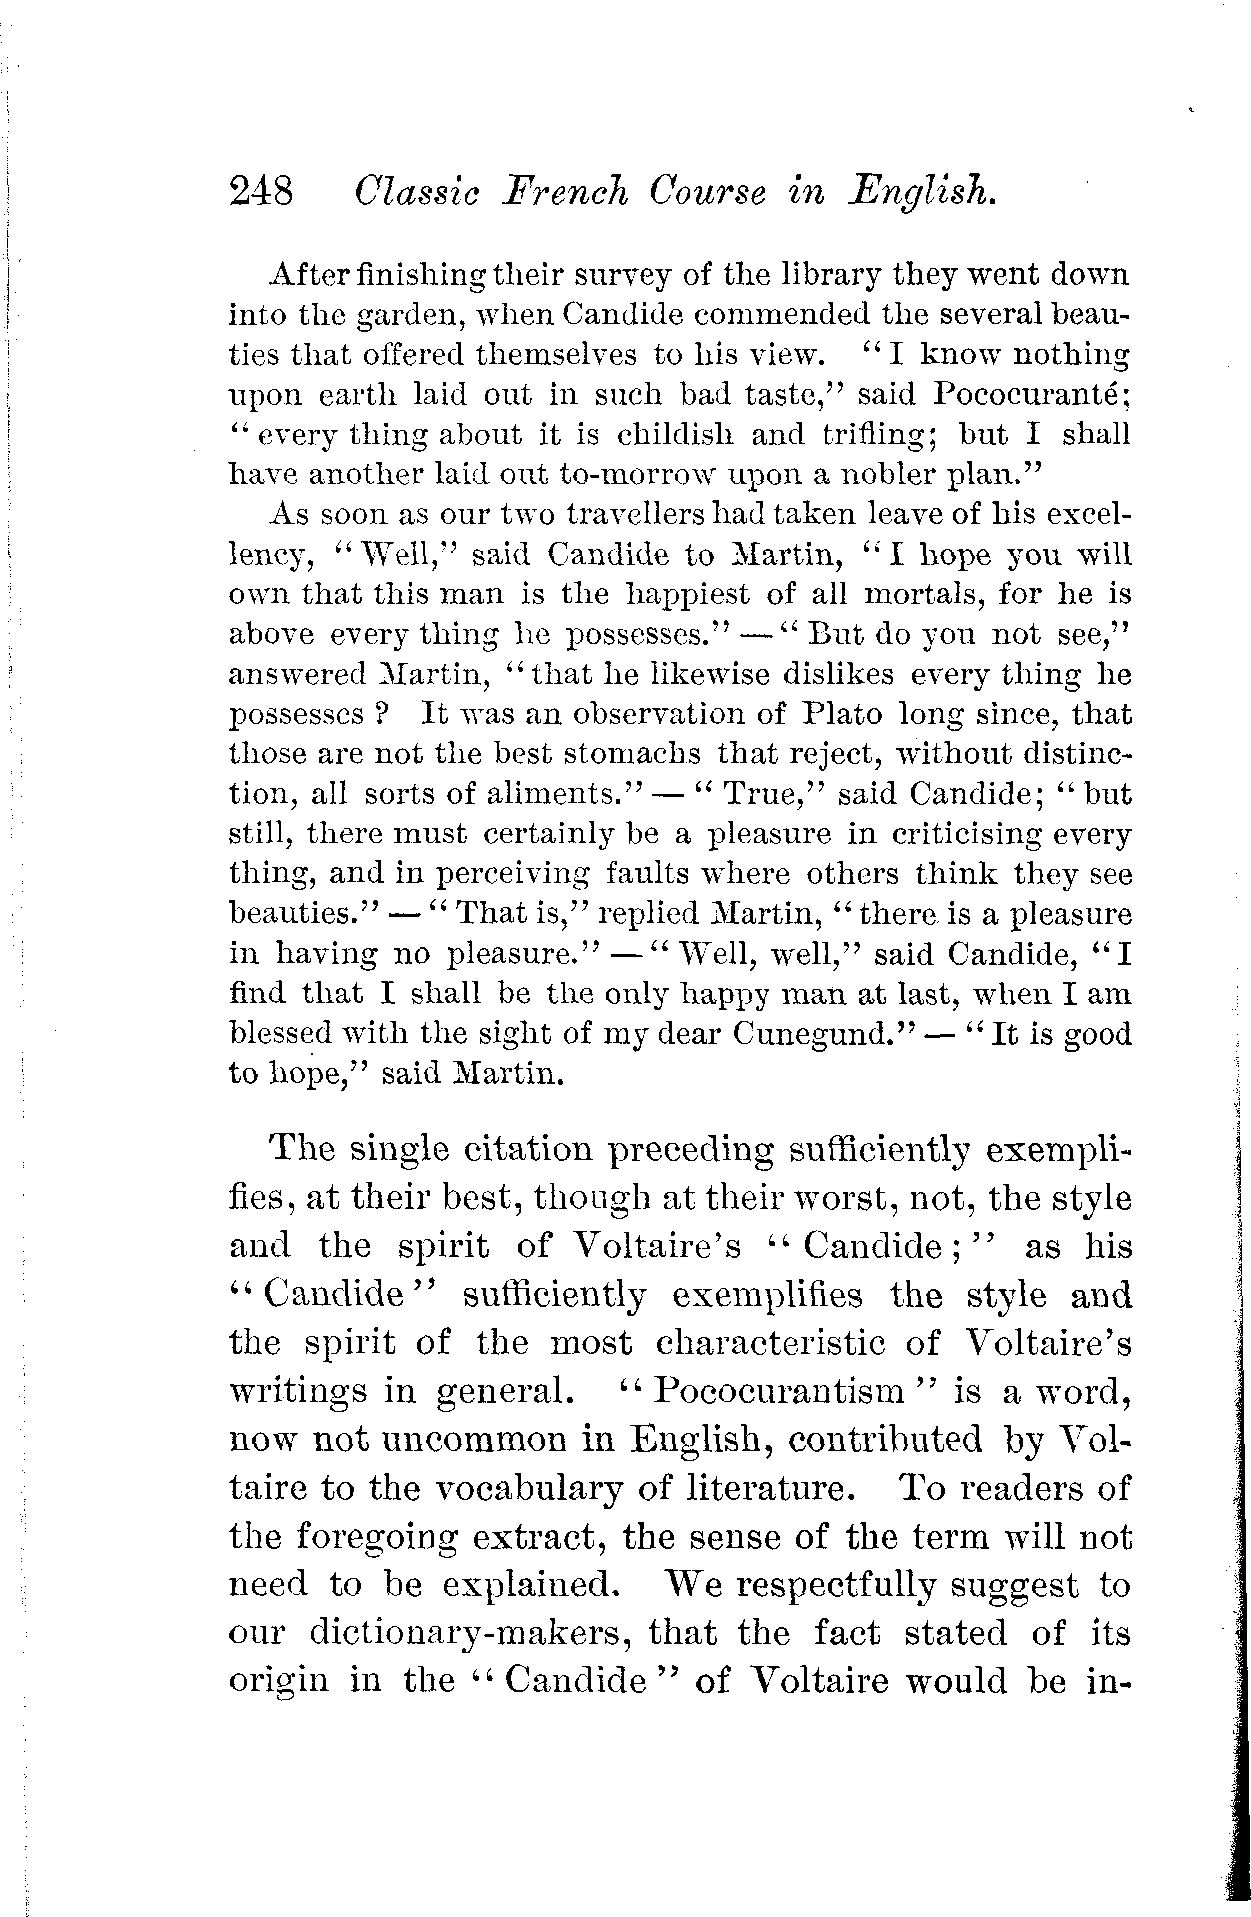 248 Classic French Course in English.
After finishing their survey of the library they went down
into the garden, when Candide commended the several beau-
ties that offered themselves to his view. "I know nothing
upon earth laid out in such bad taste," said Pococuranté;
"every thing about it is childish and trifling; but I shall
have another laid out to-morrow upon a nobler plan."
As soon as our two travellers had taken leave of his excel-
lency, "Well," said Candide to Martin, "I hope you will
own that this man is the happiest of all mortals, for he is
above every thing he possesses." — "But do you not see,"
answered Martin, "that he likewise dislikes every thing he
possesses? It was an observation of Plato long since, that
those are not the best stomachs that reject, without distinc-
tion, all sorts of aliments." — "True," said Candide; "but
still, there must certainly be a pleasure in criticising every
thing, and in perceiving faults where others think they see
beauties." — "That is," replied Martin, "there is a pleasure
in having no pleasure." — "Well, well," said Candide, "I
find that I shall be the only happy man at last, when I am
blessed with the sight of my dear Cunegund." — "It is good
to hope," said Martin.
The single citation preceding sufficiently exempli-
fies, at their best, though at their worst, not, the style
and the spirit of Voltaire's "Candide;" as his
"Candide" sufficiently exemplifies the style and
the spirit of the most characteristic of Voltaire's
writings in general. "Pococurantism" is a word,
now not uncommon in English, contributed by Vol-
taire to the vocabulary of literature. To readers of
the foregoing extract, the sense of the term will not
need to be explained. We respectfully suggest to
our dictionary-makers, that the fact stated of its
origin in the "Candide" of Voltaire would be in-